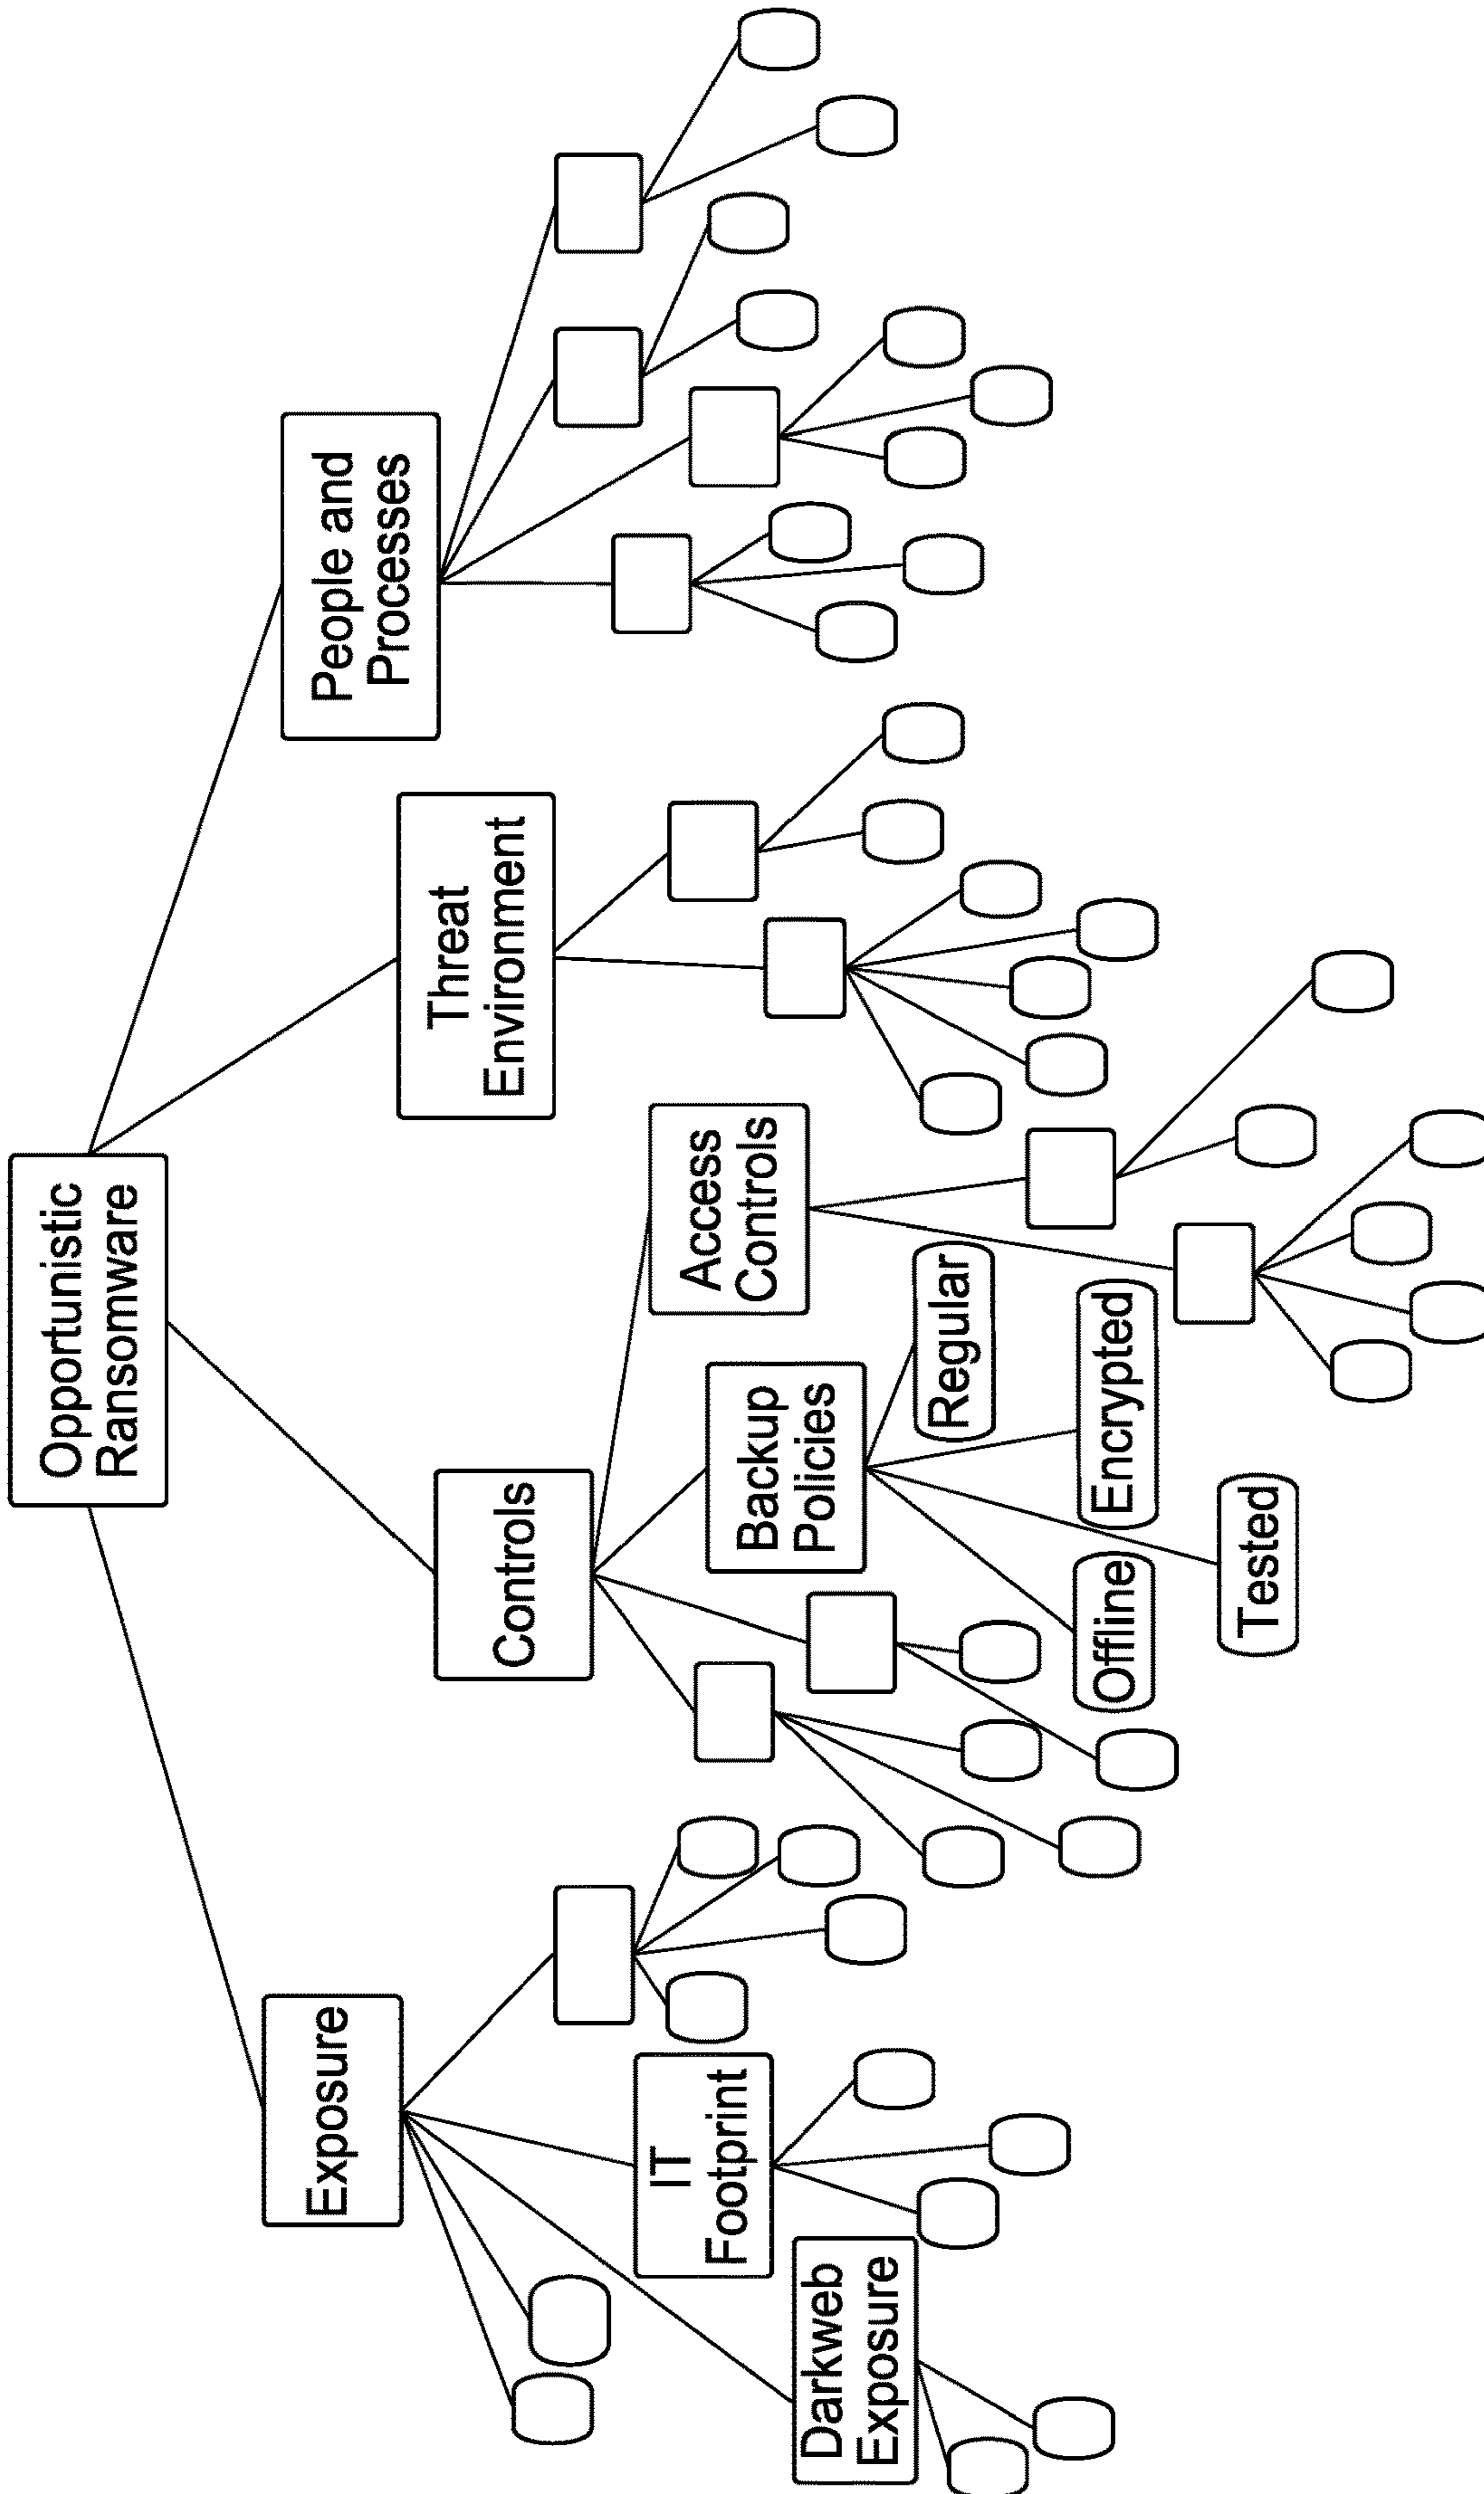 Opportunistic
Ransomware
Exposure
Controls
Threat
Environment
People and
Processes
Darkweb
Exposure
IT
Footprint
Backup
Policies
Access
Controls
Offline
Tested
Encrypted
Regular